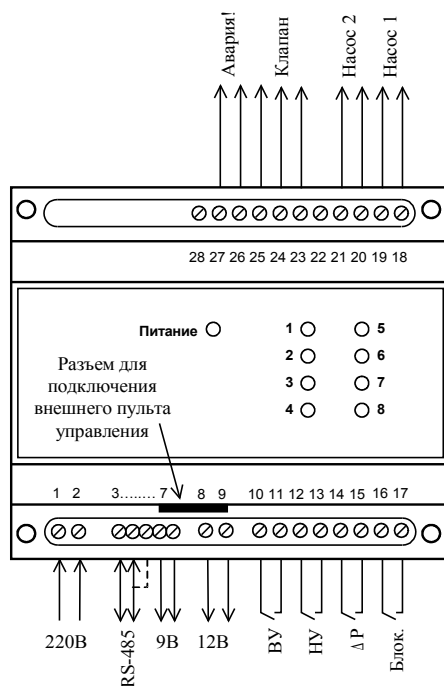 Авария!
Клапан
Насос 2
Насос 1
28 27 26 25 24 23 22 21 20 19 18
Питание
1 5
2 6
3 7
4 8
Разъем для
подключения
внешнего пульта
управления
1 2 3........ 7 8 9 10 11 12 13 14 15 16 17
220В
RS-485
9В
12В
ВУ
НУ
ΔР
Блок.